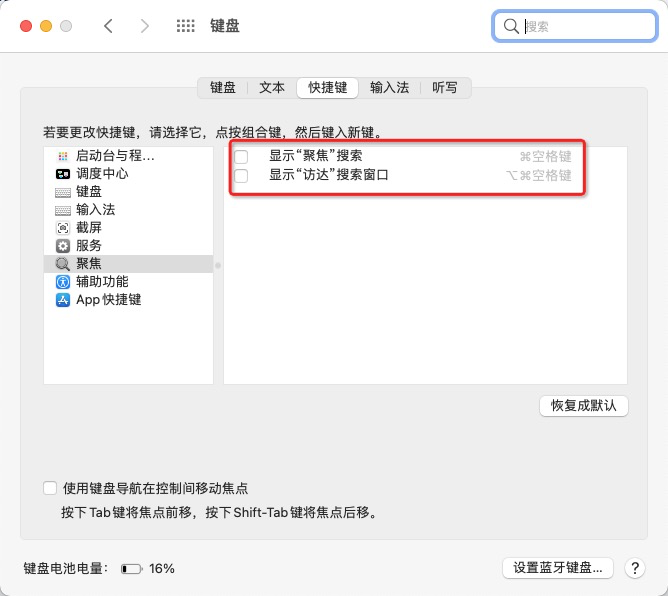 键盘
搜索
键盘 文本 快捷键 输入法 听写
若要更改快捷键，请选择它，点按组合键，然后键入新键。
启动台与程…
调度中心
键盘
输入法
截屏
服务
聚焦
辅助功能
App 快捷键
显示“聚焦”搜索 ⌘空格键
显示“访达”搜索窗口 ⌥⌘空格键
恢复成默认
使用键盘导航在控制间移动焦点
按下 Tab 键将焦点前移，按下 Shift-Tab 键将焦点后移。
键盘电池电量： 16%
设置蓝牙键盘... ?